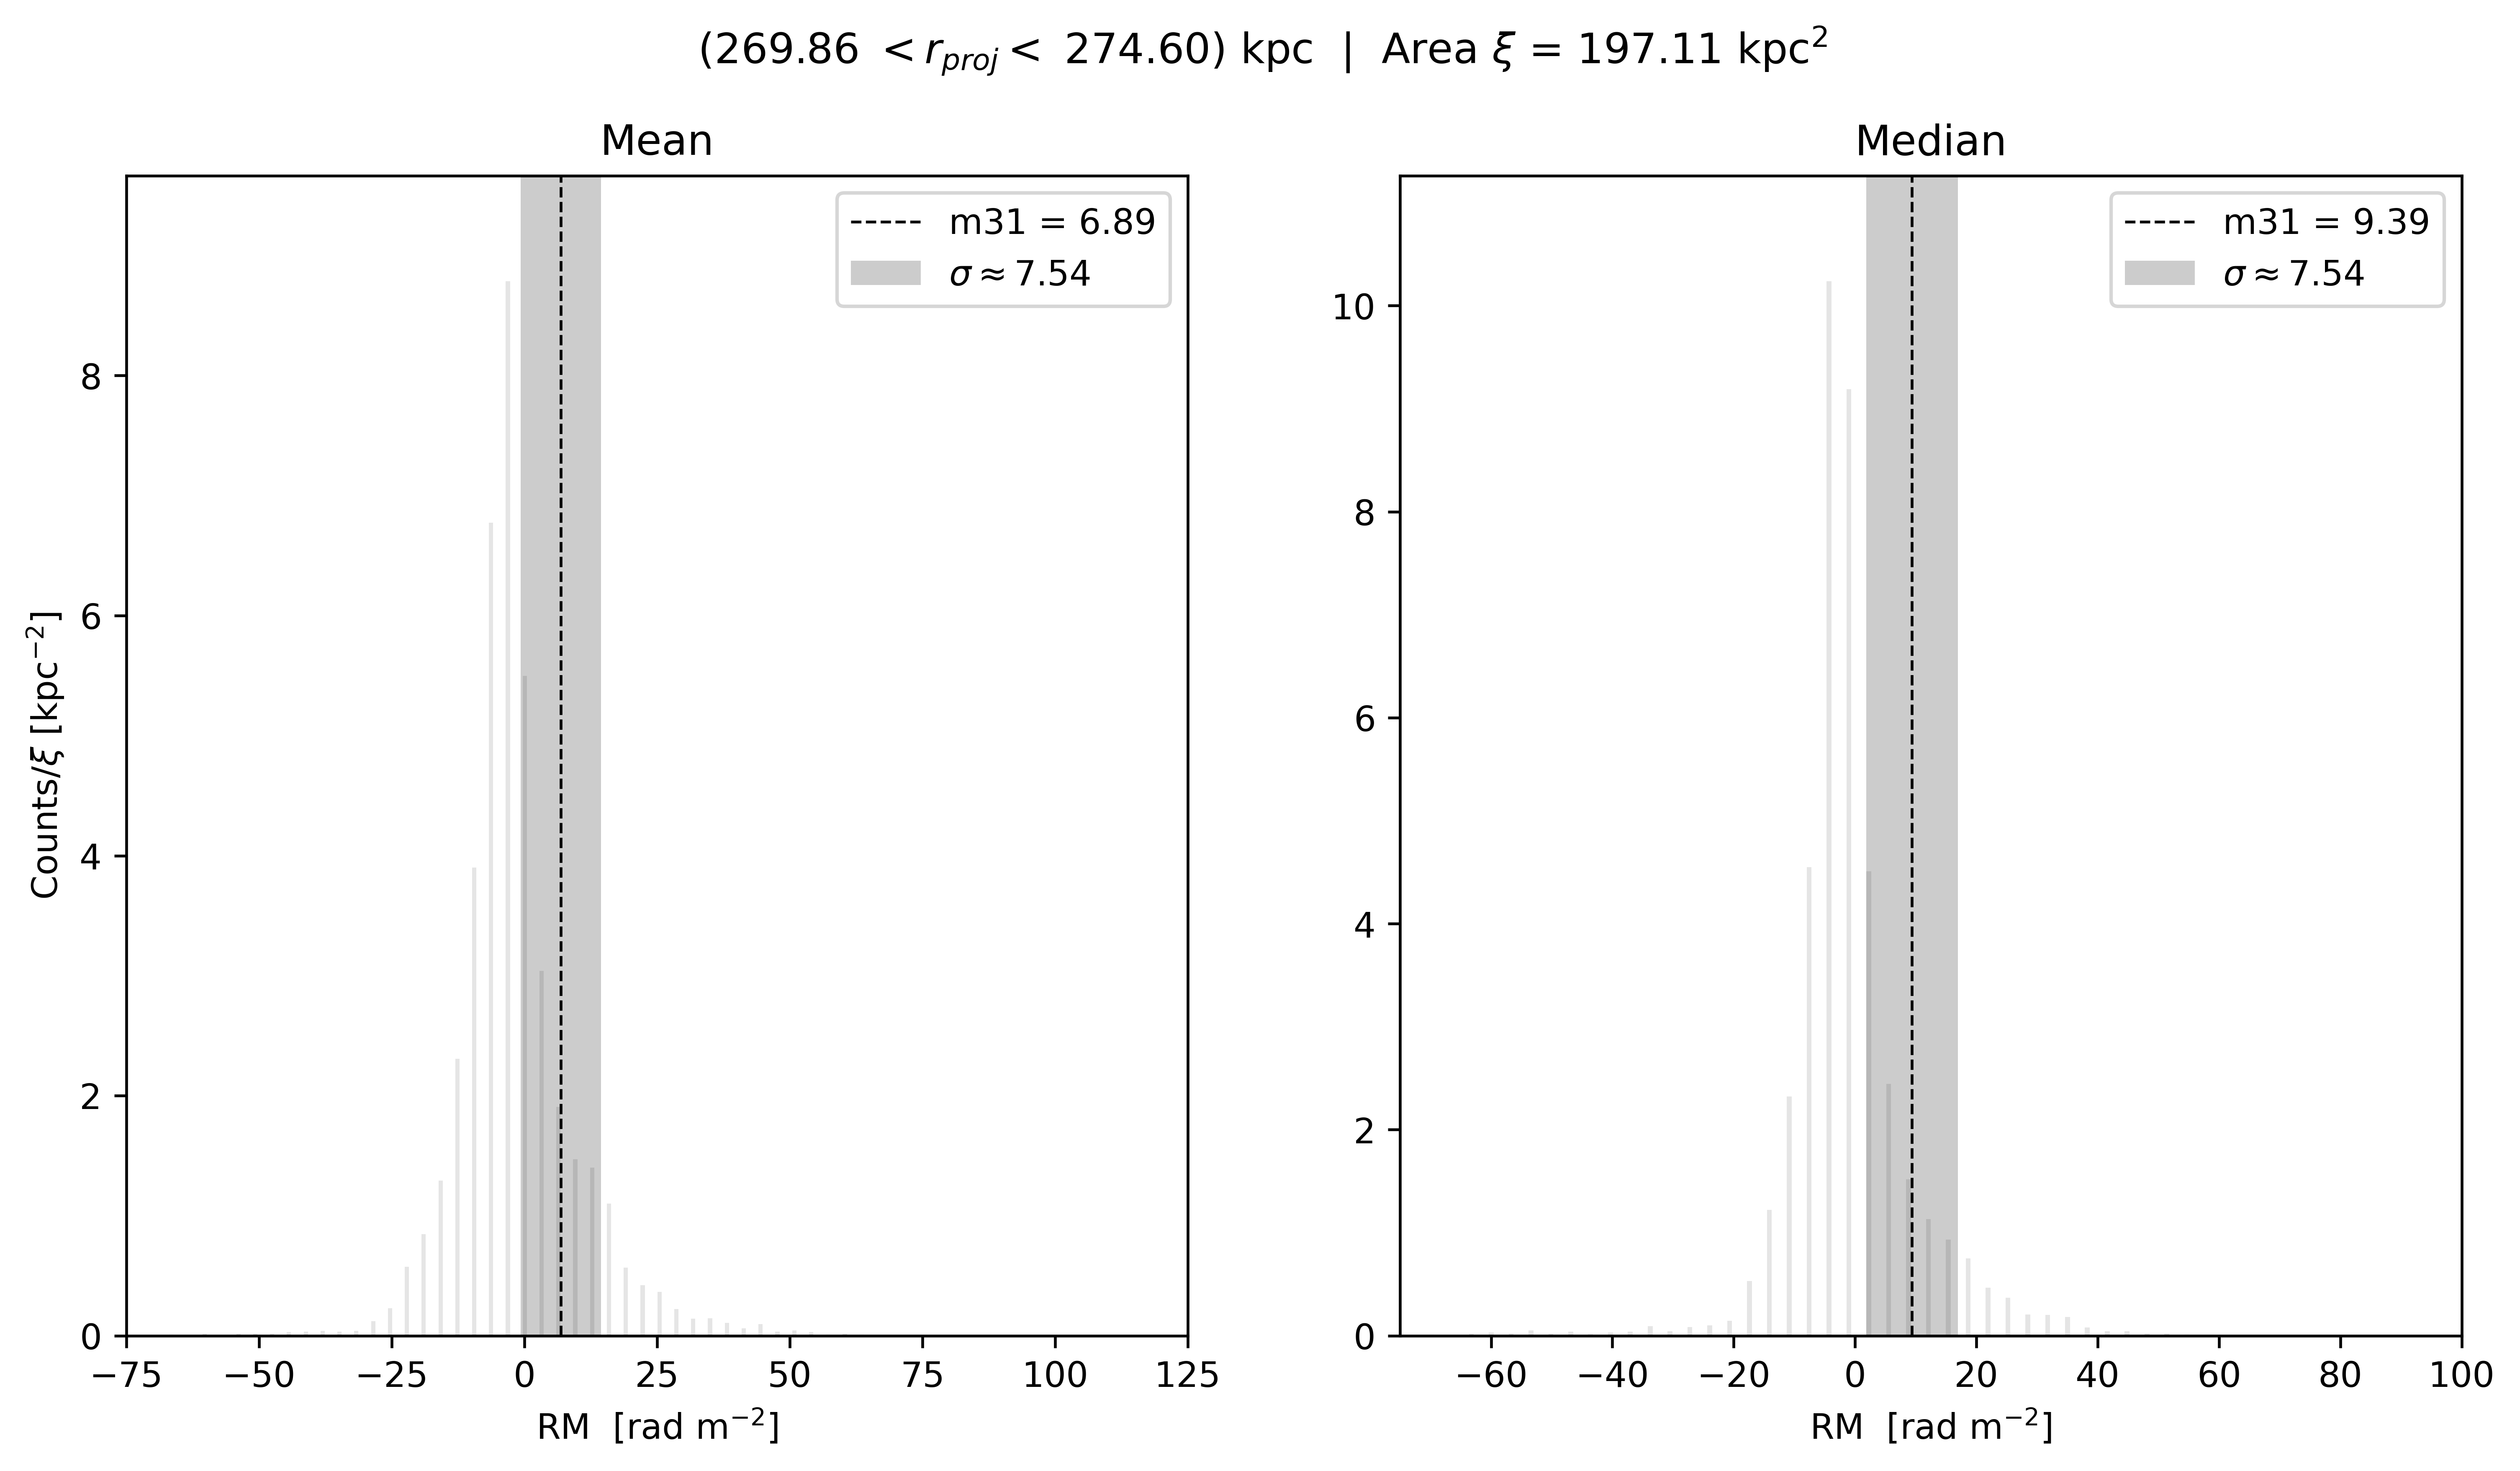 (269.86 < r_proj < 274.60) kpc | Area ξ = 197.11 kpc²
Mean
m31 = 6.89
σ ≈ 7.54
8
6
4
2
0
Counts/ξ [kpc⁻²]
−75 −50 −25 0 25 50 75 100 125
RM [rad m⁻²]
Median
m31 = 9.39
σ ≈ 7.54
10
8
6
4
2
0
−60 −40 −20 0 20 40 60 80 100
RM [rad m⁻²]